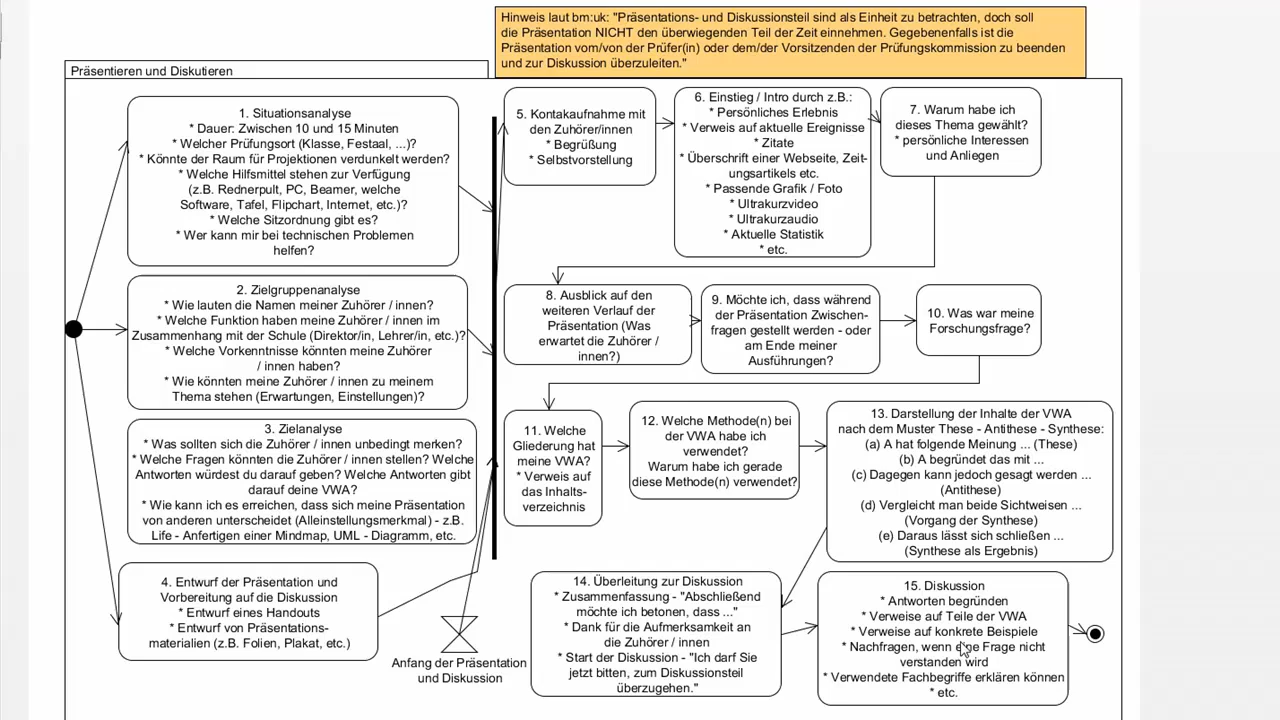 Hinweis laut bm:uk: "Präsentations- und Diskussionsteil sind als Einheit zu betrachten, doch soll
die Präsentation NICHT den überwiegenden Teil der Zeit einnehmen. Gegebenenfalls ist die
Präsentation vom/von der Prüfer(in) oder dem/der Vorsitzenden der Prüfungskommission zu beenden
und zur Diskussion überzuleiten."
Präsentieren und Diskutieren
1. Situationsanalyse
* Dauer: Zwischen 10 und 15 Minuten
* Welcher Prüfungsort (Klasse, Festaal, ...)?
* Könnte der Raum für Projektionen verdunkelt werden?
* Welche Hilfsmittel stehen zur Verfügung
(z.B. Rednerpult, PC, Beamer, welche
Software, Tafel, Flipchart, Internet, etc.)?
* Welche Sitzordnung gibt es?
* Wer kann mir bei technischen Problemen
helfen?
2. Zielgruppenanalyse
* Wie lauten die Namen meiner Zuhörer / innen?
* Welche Funktion haben meine Zuhörer / innen im
Zusammenhang mit der Schule (Direktor/in, Lehrer/in, etc.)?
* Welche Vorkenntnisse könnten meine Zuhörer
/ innen haben?
* Wie könnten meine Zuhörer / innen zu meinem
Thema stehen (Erwartungen, Einstellungen)?
3. Zielanalyse
* Was sollten sich die Zuhörer / innen unbedingt merken?
* Welche Fragen könnten die Zuhörer / innen stellen? Welche
Antworten würdest du darauf geben? Welche Antworten gibt
darauf deine VWA?
* Wie kann ich es erreichen, dass sich meine Präsentation
von anderen unterscheidet (Alleinstellungsmerkmal) - z.B.
Life - Anfertigen einer Mindmap, UML - Diagramm, etc.
4. Entwurf der Präsentation und
Vorbereitung auf die Diskussion
* Entwurf eines Handouts
* Entwurf von Präsentations-
materialien (z.B. Folien, Plakat, etc.)
Anfang der Präsentation
und Diskussion
5. Kontakaufnahme mit
den Zuhörer/innen
* Begrüßung
* Selbstvorstellung
6. Einstieg / Intro durch z.B.:
* Persönliches Erlebnis
* Verweis auf aktuelle Ereignisse
* Zitate
* Überschrift einer Webseite, Zeit-
ungsartikels etc.
* Passende Grafik / Foto
* Ultrakurzvideo
* Ultrakurzaudio
* Aktuelle Statistik
* etc.
7. Warum habe ich
dieses Thema gewählt?
* persönliche Interessen
und Anliegen
8. Ausblick auf den
weiteren Verlauf der
Präsentation (Was
erwartet die Zuhörer /
innen?)
9. Möchte ich, dass während
der Präsentation Zwischen-
fragen gestellt werden - oder
am Ende meiner
Ausführungen?
10. Was war meine
Forschungsfrage?
11. Welche
Gliederung hat
meine VWA?
* Verweis auf
das Inhalts-
verzeichnis
12. Welche Methode(n) bei
der VWA habe ich
verwendet?
Warum habe ich gerade
diese Methode(n) verwendet?
13. Darstellung der Inhalte der VWA
nach dem Muster These - Antithese - Synthese:
(a) A hat folgende Meinung ... (These)
(b) A begründet das mit ...
(c) Dagegen kann jedoch gesagt werden ...
(Antithese)
(d) Vergleicht man beide Sichtweisen ...
(Vorgang der Synthese)
(e) Daraus lässt sich schließen ...
(Synthese als Ergebnis)
14. Überleitung zur Diskussion
* Zusammenfassung - "Abschließend
möchte ich betonen, dass ..."
* Dank für die Aufmerksamkeit an
die Zuhörer / innen
* Start der Diskussion - "Ich darf Sie
jetzt bitten, zum Diskussionsteil
überzugehen."
15. Diskussion
* Antworten begründen
* Verweise auf Teile der VWA
* Verweise auf konkrete Beispiele
* Nachfragen, wenn eine Frage nicht
verstanden wird
* Verwendete Fachbegriffe erklären können
* etc.